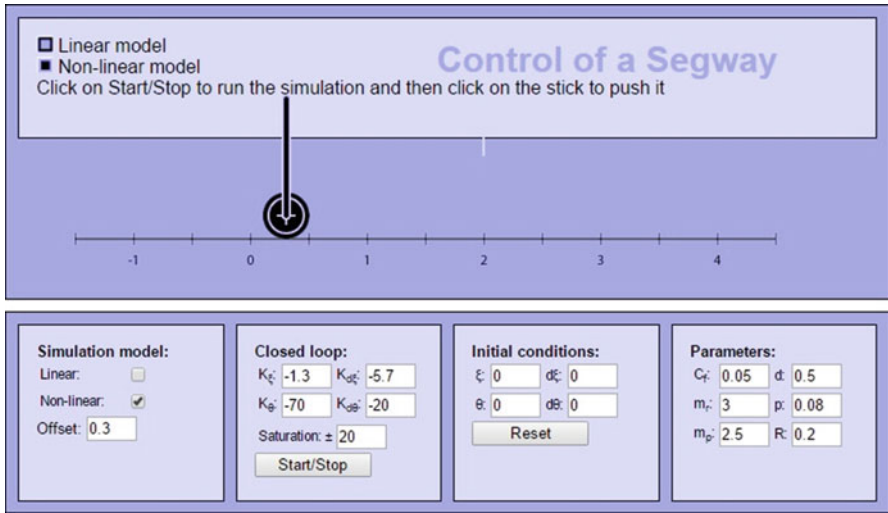 Linear model
Control of a Segway
Non-linear model
Click on Start/Stop to run the simulation and then click on the stick to push it
-1 0 1 2 3 4
Simulation model:
Linear:
Non-linear:
Offset: 0.3
Closed loop:
Kξ: -1.3 Kdξ: -5.7
Kθ: -70 Kdθ: -20
Saturation: ± 20
Start/Stop
Initial conditions:
ξ: 0 dξ: 0
θ: 0 dθ: 0
Reset
Parameters:
Cf: 0.05 d: 0.5
mr: 3 p: 0.08
mp: 2.5 R: 0.2